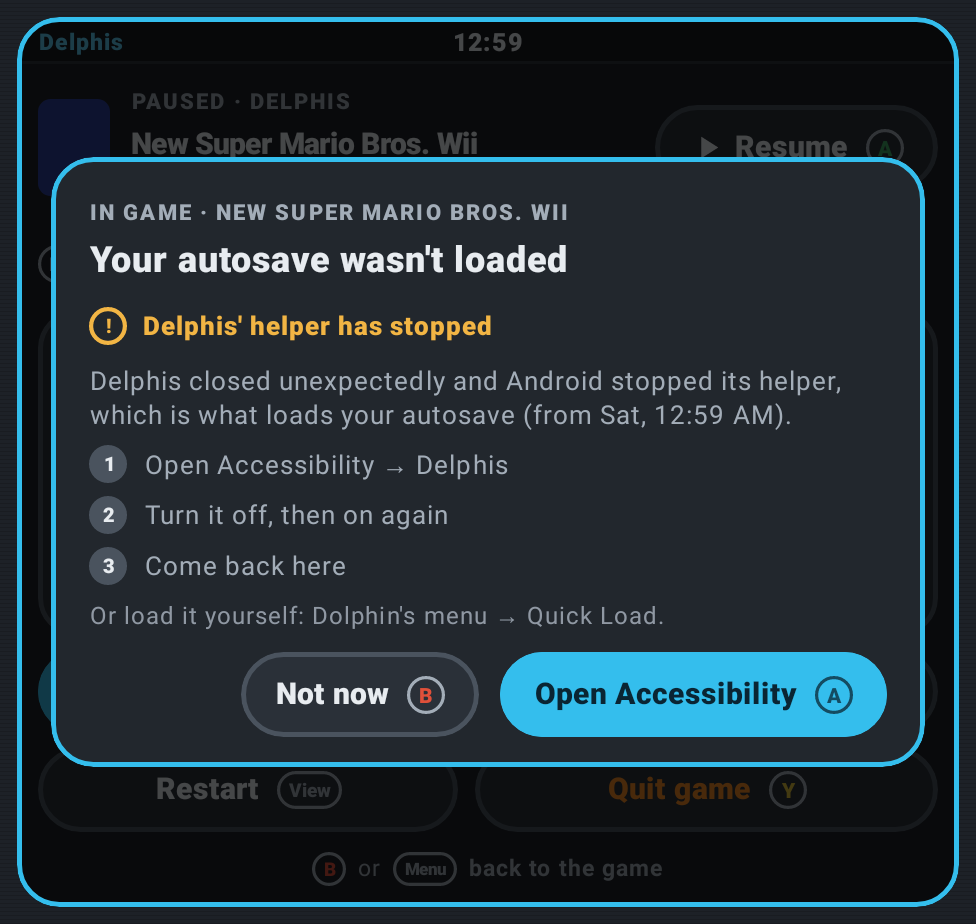 Delphis
12:59
PAUSED · DELPHIS
New Super Mario Bros. Wii
Resume A
IN GAME · NEW SUPER MARIO BROS. WII
Your autosave wasn't loaded
! Delphis' helper has stopped
Delphis closed unexpectedly and Android stopped its helper,
which is what loads your autosave (from Sat, 12:59 AM).
1 Open Accessibility → Delphis
2 Turn it off, then on again
3 Come back here
Or load it yourself: Dolphin's menu → Quick Load.
Not now B
Open Accessibility A
Restart View
Quit game Y
B or Menu back to the game